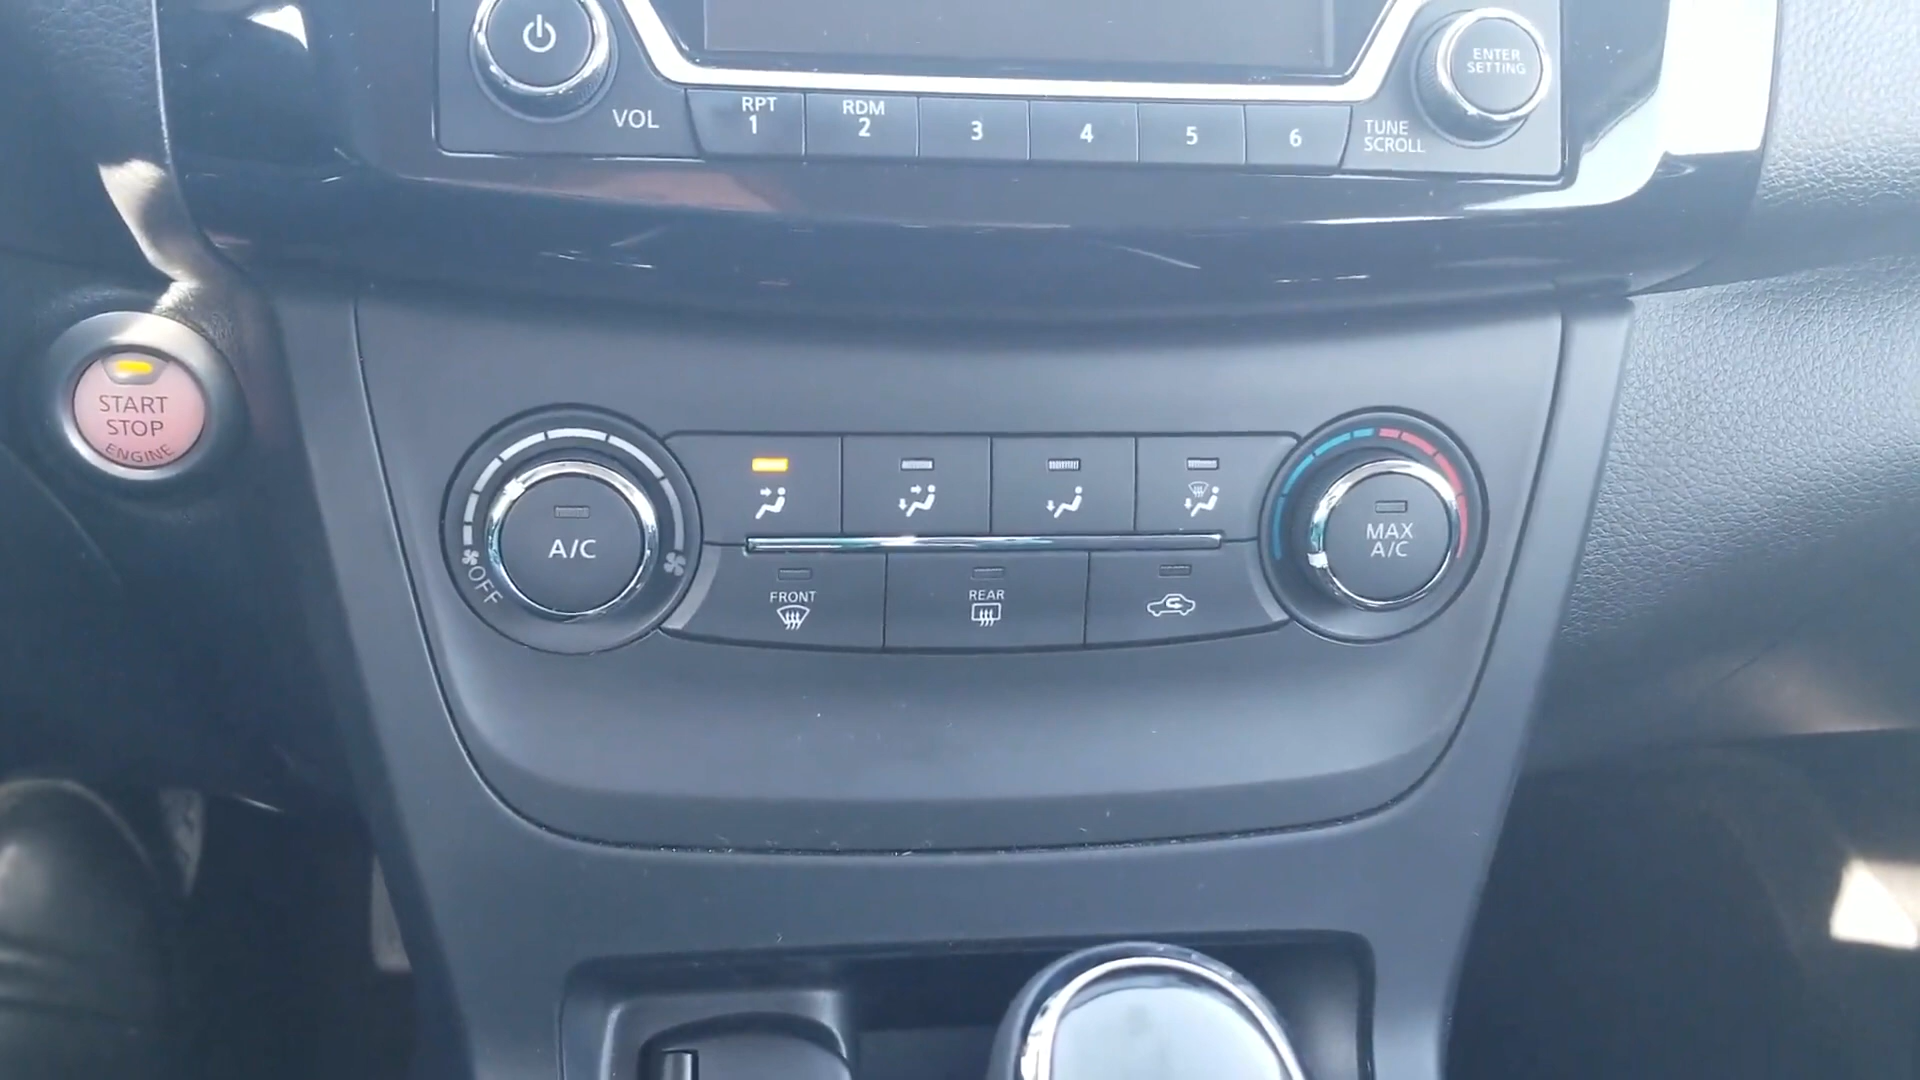 VOL
RPT
1
RDM
2
3
4
5
6
TUNE
SCROLL
ENTER
SETTING
START
STOP
ENGINE
A/C
OFF
MAX
A/C
FRONT
REAR